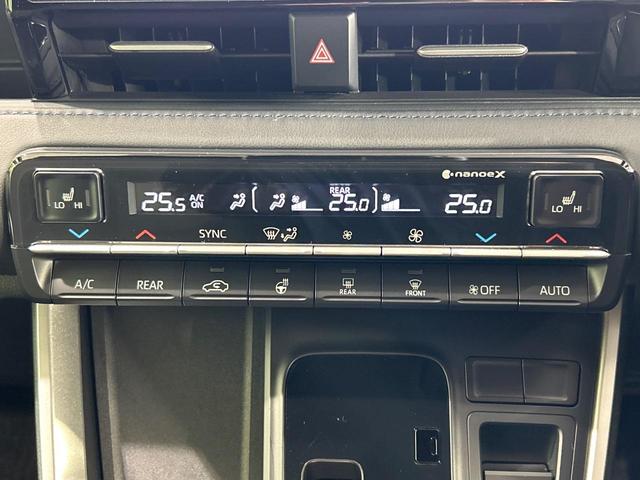 nanoeX
LO HI
25.5 A/C ON
REAR 25.0
25.0
LO HI
SYNC
A/C
REAR
REAR
FRONT
OFF
AUTO